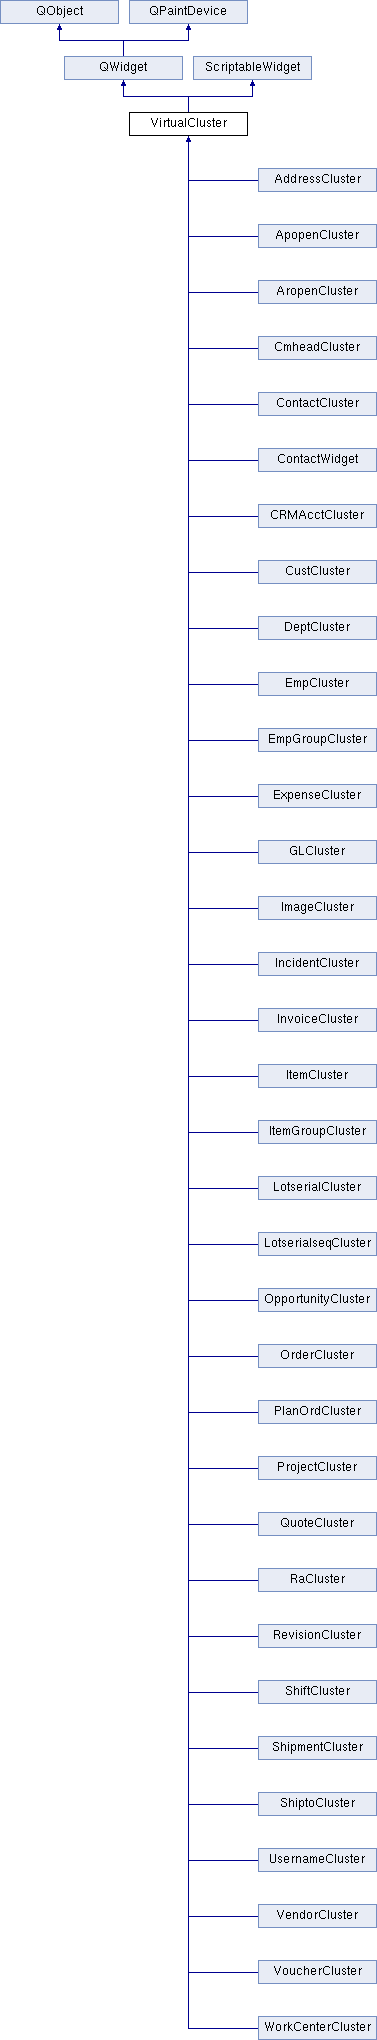 QObject QPaintDevice
QWidget ScriptableWidget
VirtualCluster
AddressCluster
ApopenCluster
AropenCluster
CmheadCluster
ContactCluster
ContactWidget
CRMAcctCluster
CustCluster
DeptCluster
EmpCluster
EmpGroupCluster
ExpenseCluster
GLCluster
ImageCluster
IncidentCluster
InvoiceCluster
ItemCluster
ItemGroupCluster
LotserialCluster
LotserialseqCluster
OpportunityCluster
OrderCluster
PlanOrdCluster
ProjectCluster
QuoteCluster
RaCluster
RevisionCluster
ShiftCluster
ShipmentCluster
ShiptoCluster
UsernameCluster
VendorCluster
VoucherCluster
WorkCenterCluster